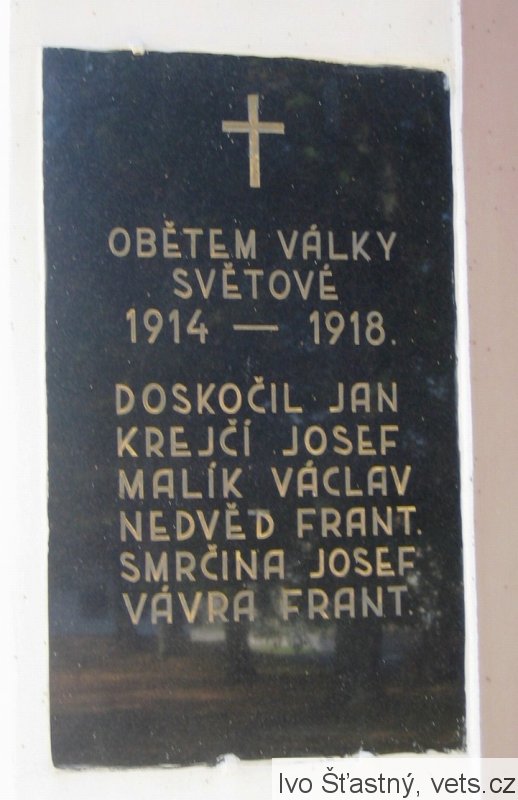 OBĚTEM VÁLKY
SVĚTOVÉ
1914 — 1918.
DOSKOČIL JAN
KREJČÍ JOSEF
MALÍK VÁCLAV
NEDVĚD FRANT.
SMRČINA JOSEF
VÁVRA FRANT.
Ivo Šťastný, vets.cz